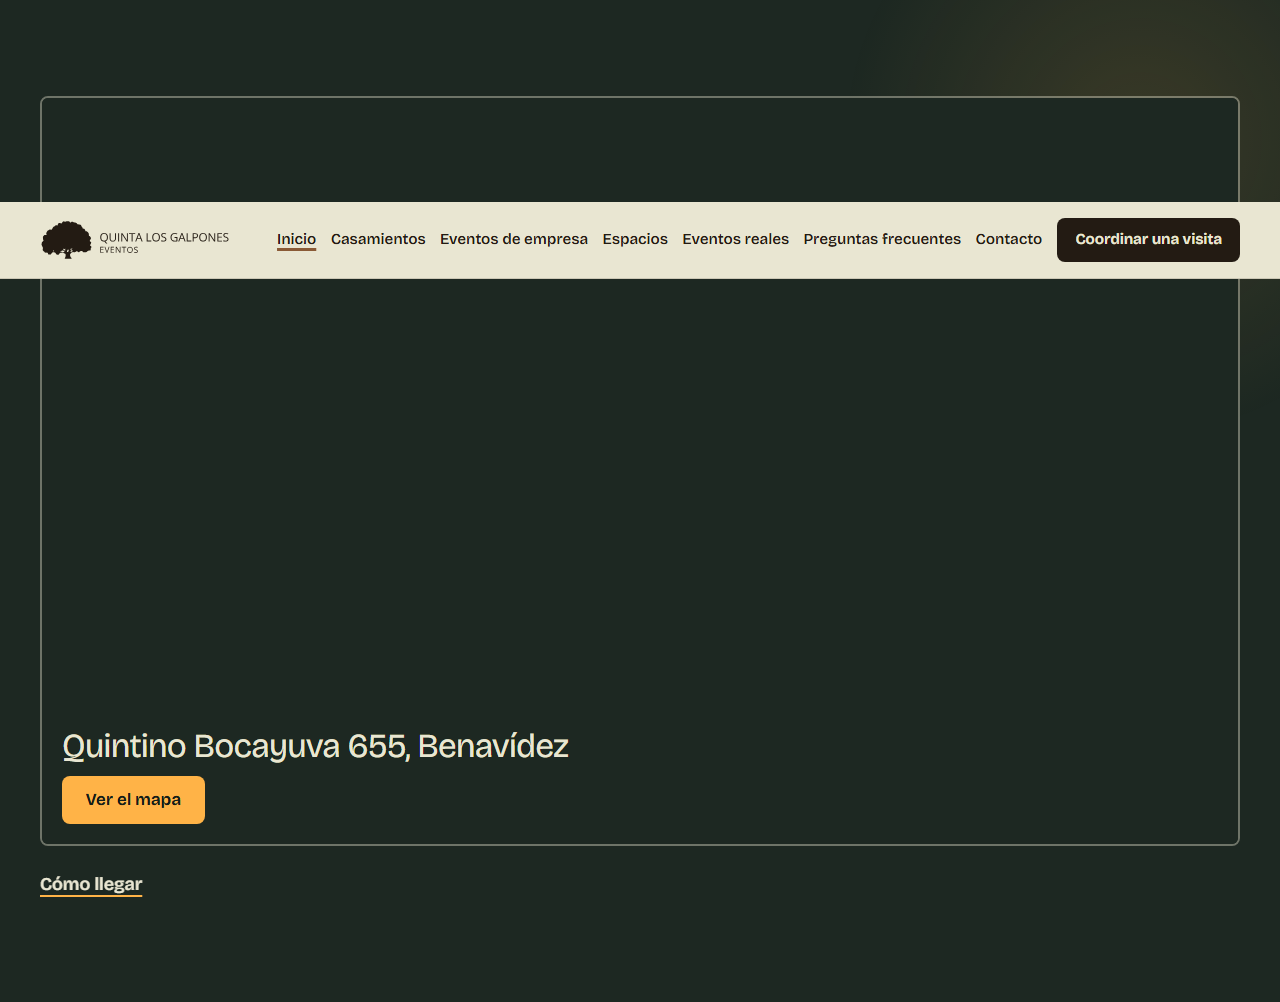 QUINTA LOS GALPONES
EVENTOS
Inicio Casamientos Eventos de empresa Espacios Eventos reales Preguntas frecuentes Contacto Coordinar una visita
Quintino Bocayuva 655, Benavídez
Ver el mapa
Cómo llegar